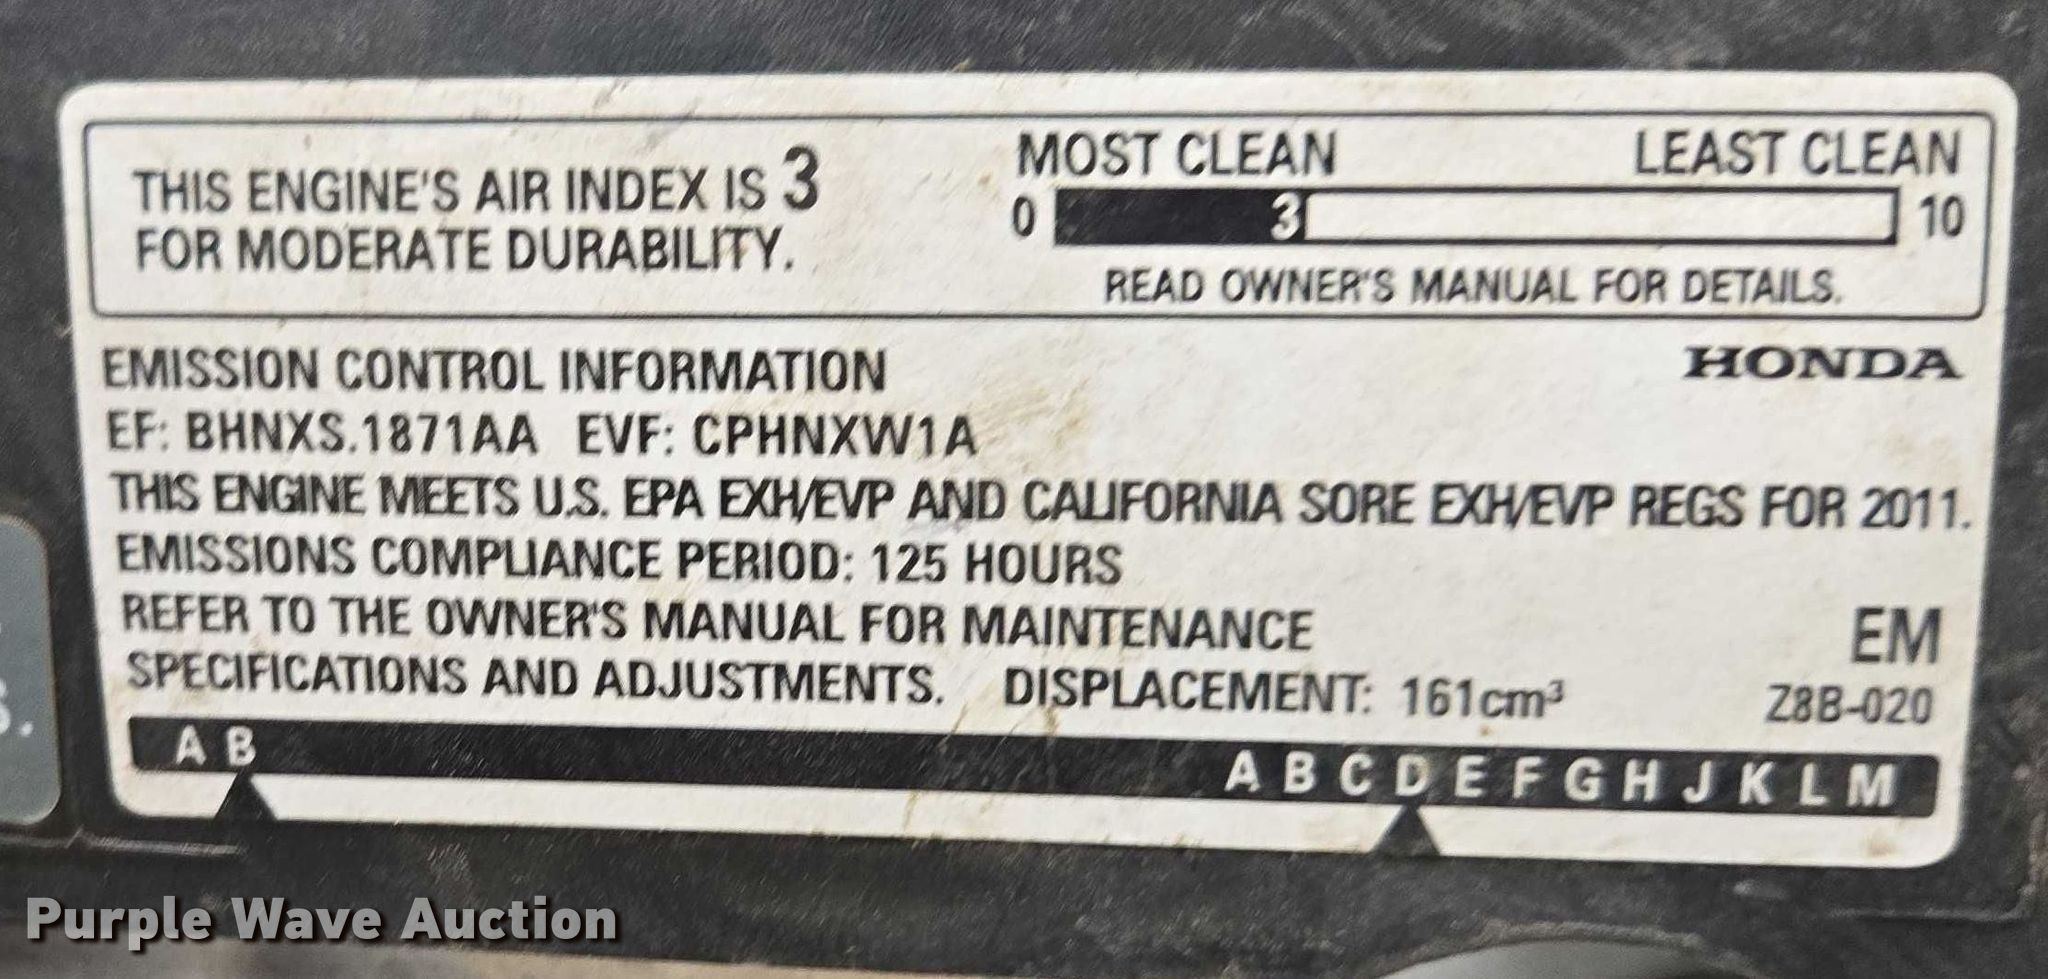 THIS ENGINE'S AIR INDEX IS 3
FOR MODERATE DURABILITY.
MOST CLEAN LEAST CLEAN
0 3 10
READ OWNER'S MANUAL FOR DETAILS.
EMISSION CONTROL INFORMATION
HONDA
EF: BHNXS.1871AA EVF: CPHNXW1A
THIS ENGINE MEETS U.S. EPA EXH/EVP AND CALIFORNIA SORE EXH/EVP REGS FOR 2011.
EMISSIONS COMPLIANCE PERIOD: 125 HOURS
REFER TO THE OWNER'S MANUAL FOR MAINTENANCE
EM
SPECIFICATIONS AND ADJUSTMENTS. DISPLACEMENT: 161cm³
Z8B-020
A B A B C D E F G H J K L M
S.
Purple Wave Auction